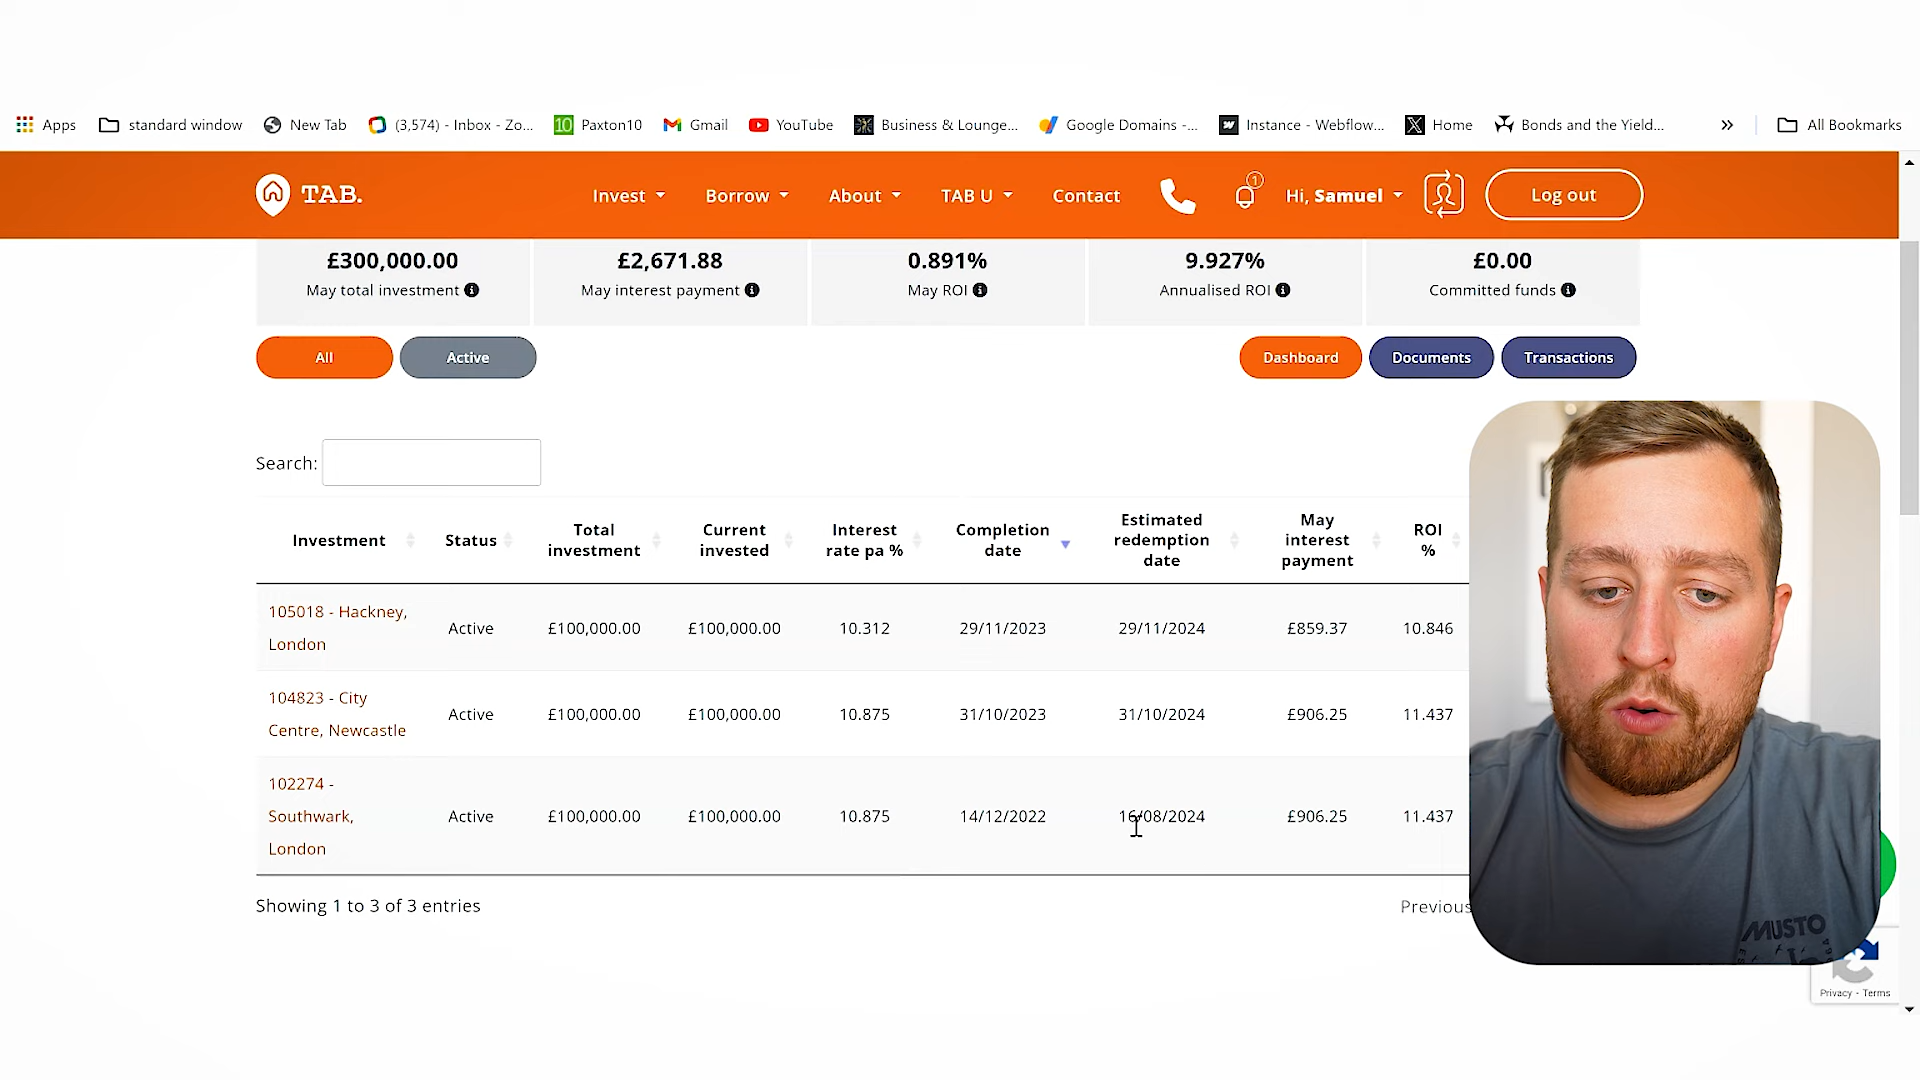 Apps standard window New Tab (3,574) - Inbox - Zo... 10 Paxton10 Gmail YouTube Business & Lounge... Google Domains -... Instance - Webflow... Home Bonds and the Yield... » All Bookmarks
TAB. Invest Borrow About TAB U Contact 1 Hi, Samuel Log out
£300,000.00 £2,671.88 0.891% 9.927% £0.00
May total investment May interest payment May ROI Annualised ROI Committed funds
All Active Dashboard Documents Transactions
Search:
Investment Status Total investment Current invested Interest rate pa % Completion date Estimated redemption date May interest payment ROI %
105018 - Hackney, London Active £100,000.00 £100,000.00 10.312 29/11/2023 29/11/2024 £859.37 10.846
104823 - City Centre, Newcastle Active £100,000.00 £100,000.00 10.875 31/10/2023 31/10/2024 £906.25 11.437
102274 - Southwark, London Active £100,000.00 £100,000.00 10.875 14/12/2022 16/08/2024 £906.25 11.437
Showing 1 to 3 of 3 entries Previous
MUSTO
Privacy - Terms